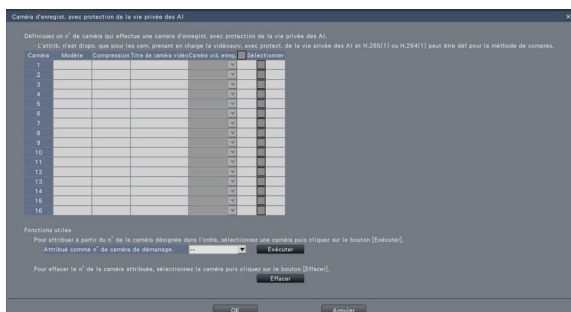 Caméra d'enregist. avec protection de la vie privée des AI
Définissez un n° de caméra qui effectue une caméra d'enregist. avec protection de la vie privée des AI.
- L'attrib. n'est dispo. que pour les cam. prenant en charge la vidéosurv. avec protect. de la vie privée des AI et H.265(1) ou H.264(1) peut être déf pour la méthode de compres.
Caméra Modèle Compression Titre de caméra vidéo Caméra vid. enreg. Sélectionner
1
2
3
4
5
6
7
8
9
10
11
12
13
14
15
16
Fonctions utiles
Pour attribuer à partir du n° de la caméra désignée dans l'ordre, sélectionnez une caméra puis cliquez sur le bouton [Exécuter].
Attribué comme n° de caméra de démarrage. -- Exécuter
Pour effacer le n° de la caméra attribuée, sélectionnez la caméra puis cliquez sur le bouton [Effacer].
Effacer
OK Annuler